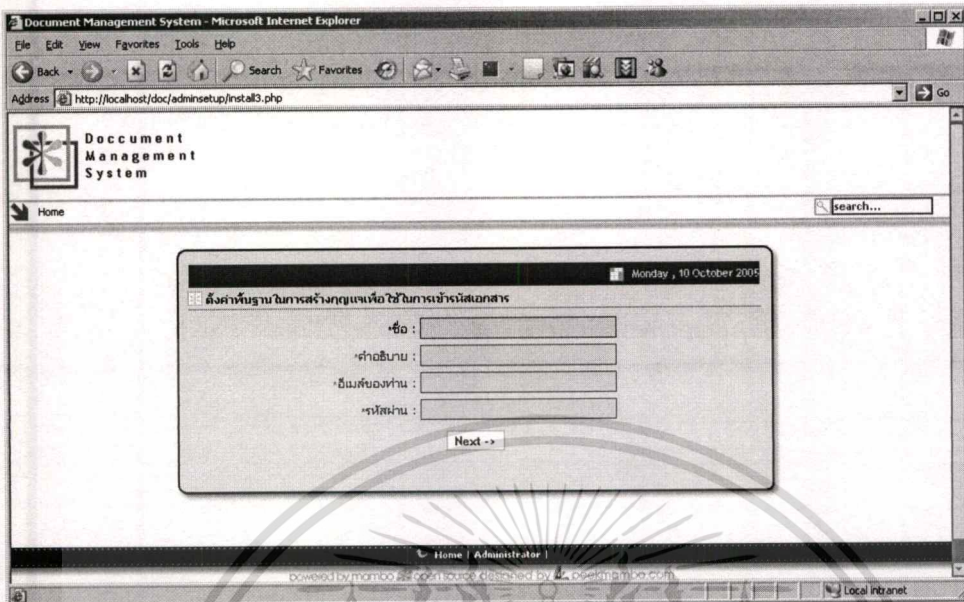 Document Management System - Microsoft Internet Explorer
File Edit View Favorites Tools Help
Back Search Favorites
Address http://localhost/doc/adminsetup/install3.php Go
Doccument
Management
System
Home search...
Monday , 10 October 2005
ตั้งค่าพื้นฐานในการสร้างกุญแจเพื่อใช้ในการเข้ารหัสเอกสาร
*ชื่อ :
*คำอธิบาย :
*อีเมล์ของท่าน :
*รหัสผ่าน :
Next ->
Home | Administrator |
powered by mambo open source designed by peekmambo.com
Local intranet